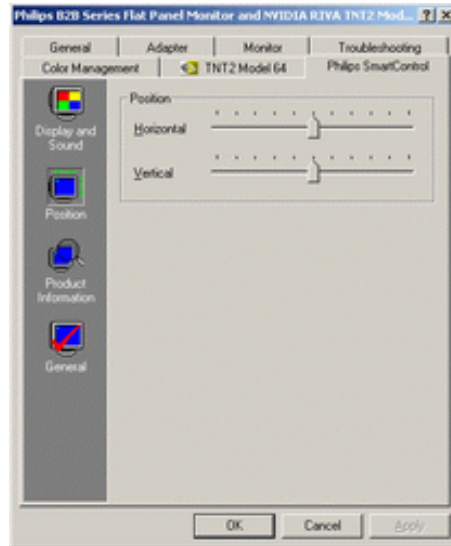 Philips B2B Series Flat Panel Monitor and NVIDIA RIVA TNT2 Mod...
General Adapter Monitor Troubleshooting
Color Management TNT2 Model 64 Philips SmartControl
Display and
Sound
Position
Product
Information
General
Position
Horizontal
Vertical
OK Cancel Apply